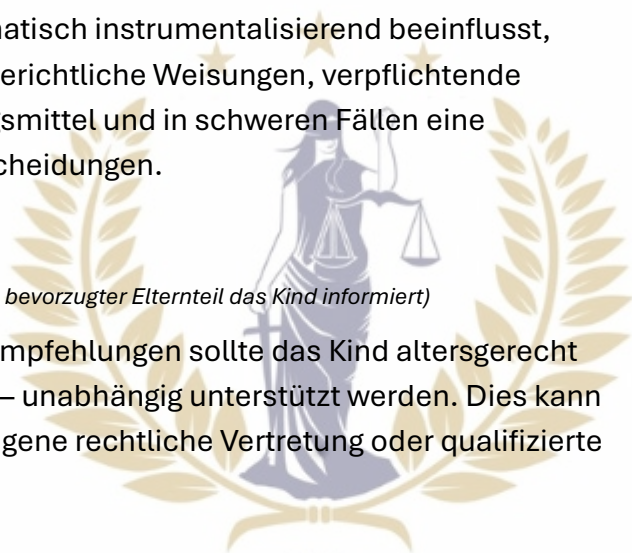 atisch instrumentalisierend beeinflusst,
erichtliche Weisungen, verpflichtende
smittel und in schweren Fällen eine
cheidungen.
bevorzugter Elternteil das Kind informiert)
mpfehlungen sollte das Kind altersgerecht
– unabhängig unterstützt werden. Dies kann
gene rechtliche Vertretung oder qualifizierte